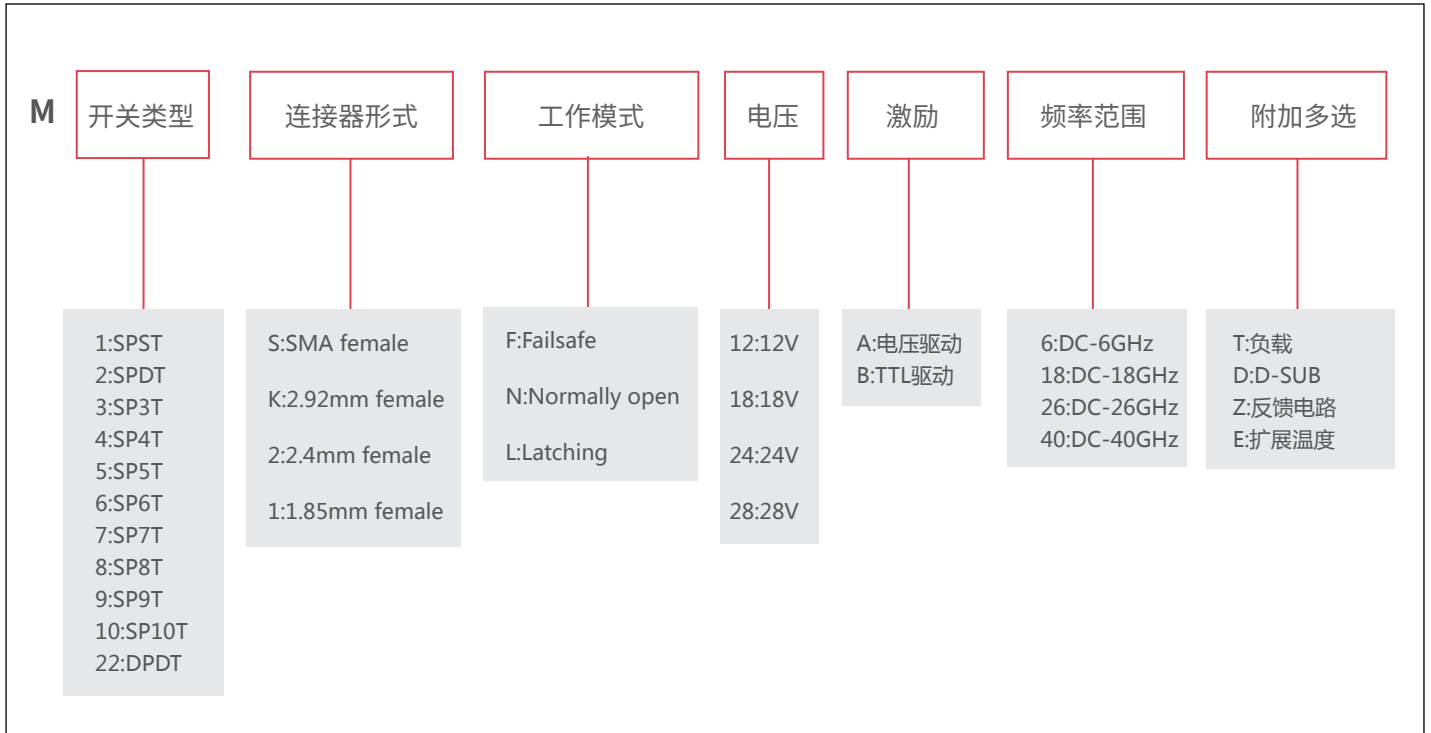 M
开关类型
连接器形式
工作模式
电压
激励
频率范围
附加多选
1:SPST
2:SPDT
3:SP3T
4:SP4T
5:SP5T
6:SP6T
7:SP7T
8:SP8T
9:SP9T
10:SP10T
22:DPDT
S:SMA female
K:2.92mm female
2:2.4mm female
1:1.85mm female
F:Failsafe
N:Normally open
L:Latching
12:12V
18:18V
24:24V
28:28V
A:电压驱动
B:TTL驱动
6:DC-6GHz
18:DC-18GHz
26:DC-26GHz
40:DC-40GHz
T:负载
D:D-SUB
Z:反馈电路
E:扩展温度